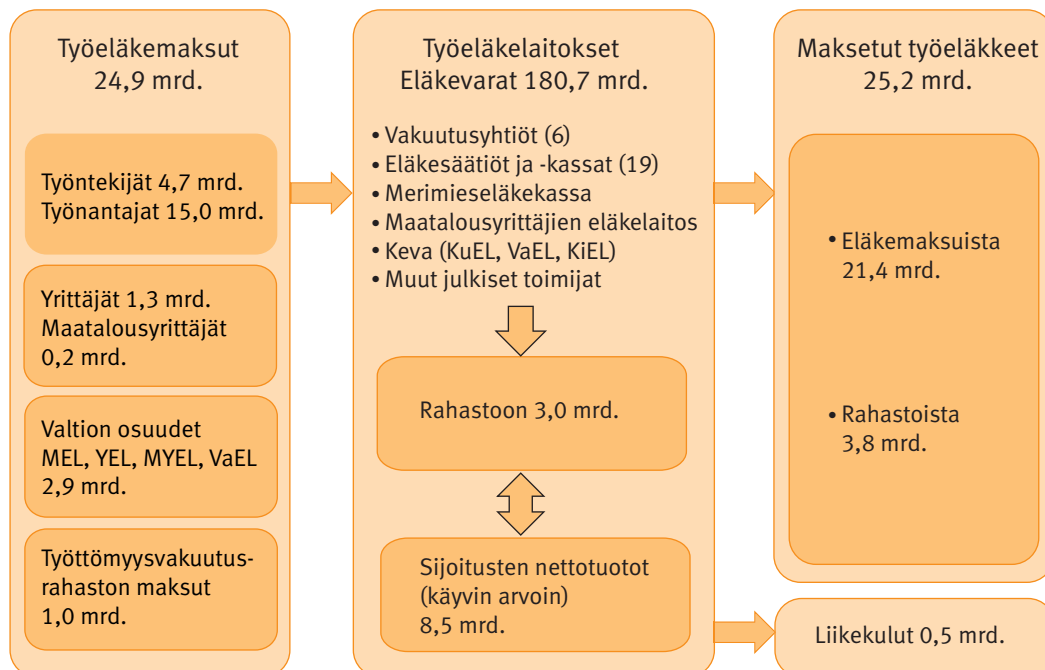 Työeläkemaksut
24,9 mrd.
Työntekijät 4,7 mrd.
Työnantajat 15,0 mrd.
Yrittäjät 1,3 mrd.
Maatalousyrittäjät
0,2 mrd.
Valtion osuudet
MEL, YEL, MYEL, VaEL
2,9 mrd.
Työttömyysvakuutus-
rahaston maksut
1,0 mrd.
Työeläkelaitokset
Eläkevarat 180,7 mrd.
• Vakuutusyhtiöt (6)
• Eläkesäätiöt ja -kassat (19)
• Merimieseläkekassa
• Maatalousyrittäjien eläkelaitos
• Keva (KuEL, VaEL, KiEL)
• Muut julkiset toimijat
Rahastoon 3,0 mrd.
Sijoitusten nettotuotot
(käyvin arvoin)
8,5 mrd.
Maksetut työeläkkeet
25,2 mrd.
• Eläkemaksuista
21,4 mrd.
• Rahastoista
3,8 mrd.
Liikekulut 0,5 mrd.